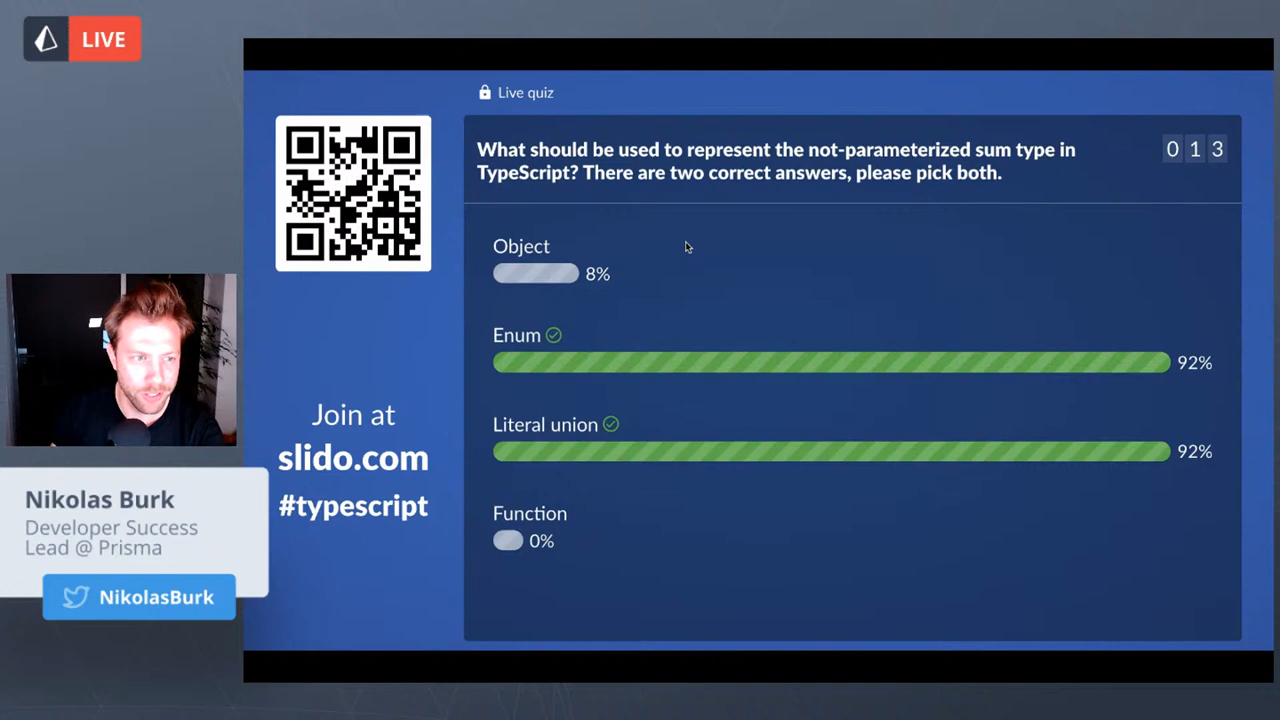 LIVE
Live quiz
What should be used to represent the not-parameterized sum type in
TypeScript? There are two correct answers, please pick both.
0 1 3
Object
8%
Enum
92%
Literal union
92%
Function
0%
Join at
slido.com
#typescript
Nikolas Burk
Developer Success
Lead @ Prisma
NikolasBurk